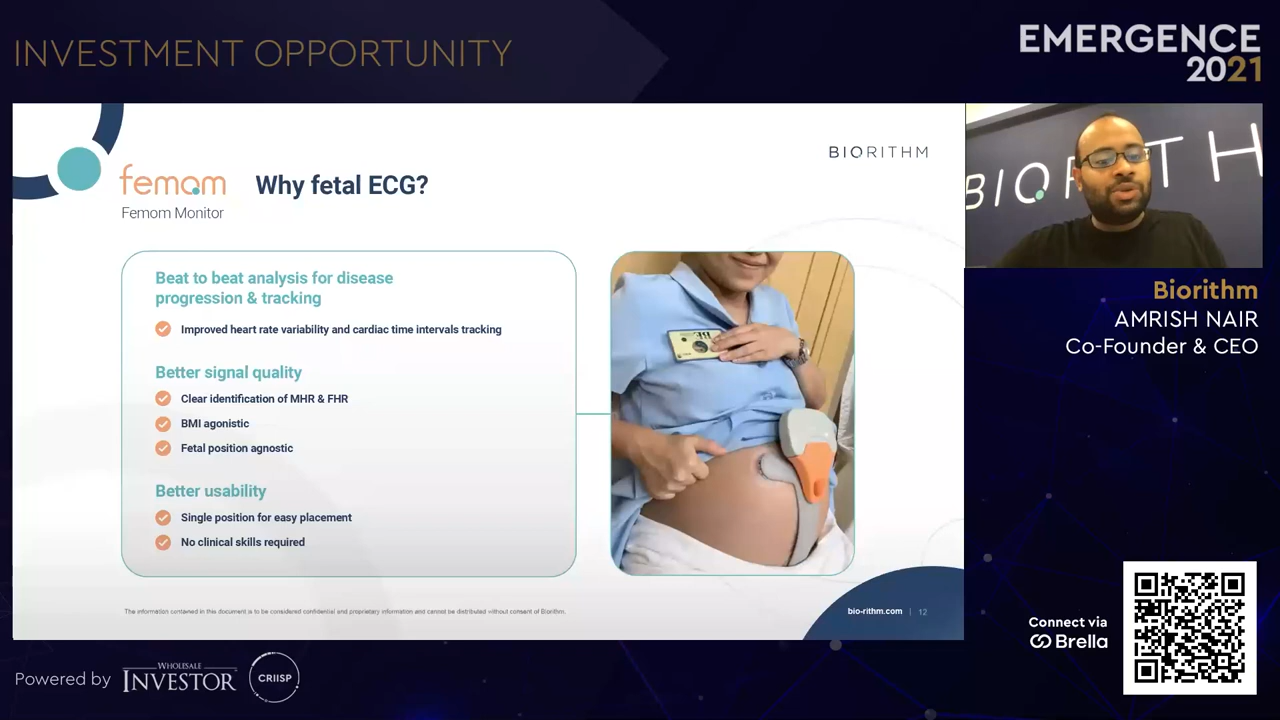 INVESTMENT OPPORTUNITY
EMERGENCE
2021
BIORITHM
femom
Why fetal ECG?
Femom Monitor
Beat to beat analysis for disease
progression & tracking
Improved heart rate variability and cardiac time intervals tracking
Better signal quality
Clear identification of MHR & FHR
BMI agonistic
Fetal position agnostic
Better usability
Single position for easy placement
No clinical skills required
The information contained in this document is to be considered confidential and proprietary information and cannot be distributed without consent of Biorithm.
bio-rithm.com | 12
Biorithm
AMRISH NAIR
Co-Founder & CEO
Connect via
Brella
Powered by
WHOLESALE
INVESTOR
CRIISP